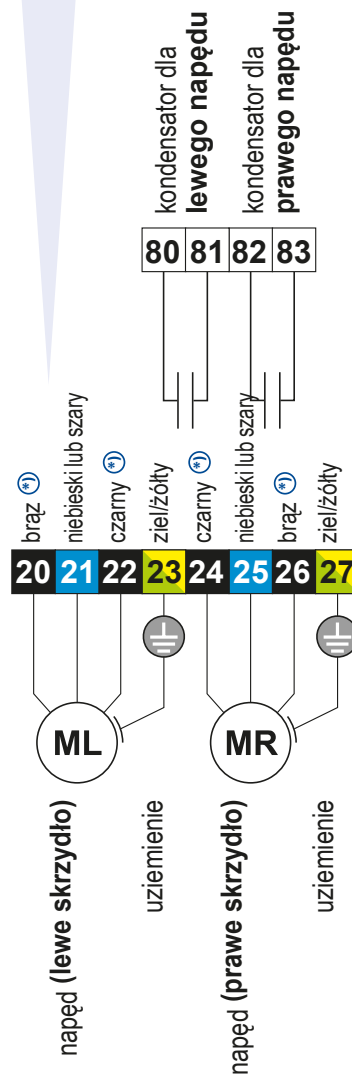 kondensator dla
lewego napędu
kondensator dla
prawego napędu
80 81 82 83
brąz *)
niebieski lub szary
czarny *)
ziel/żółty
czarny *)
niebieski lub szary
brąz *)
ziel/żółty
20 21 22 23 24 25 26 27
ML
MR
napęd (lewe skrzydło)
uziemienie
napęd (prawe skrzydło)
uziemienie